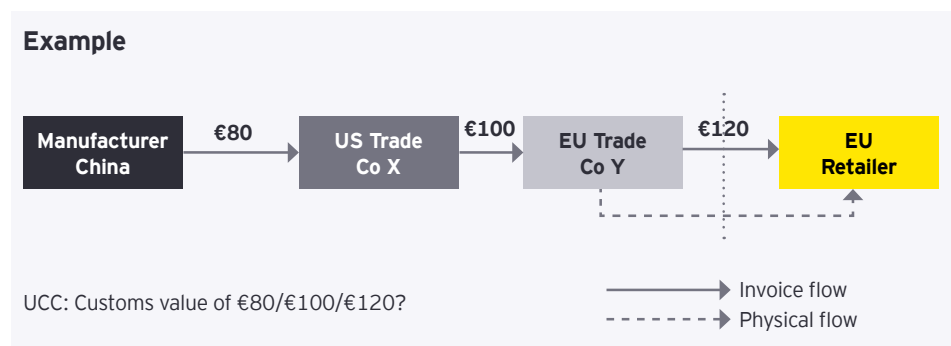 Example
€80
€100
€120
Manufacturer
China
US Trade
Co X
EU Trade
Co Y
EU
Retailer
UCC: Customs value of €80/€100/€120?
Invoice flow
Physical flow